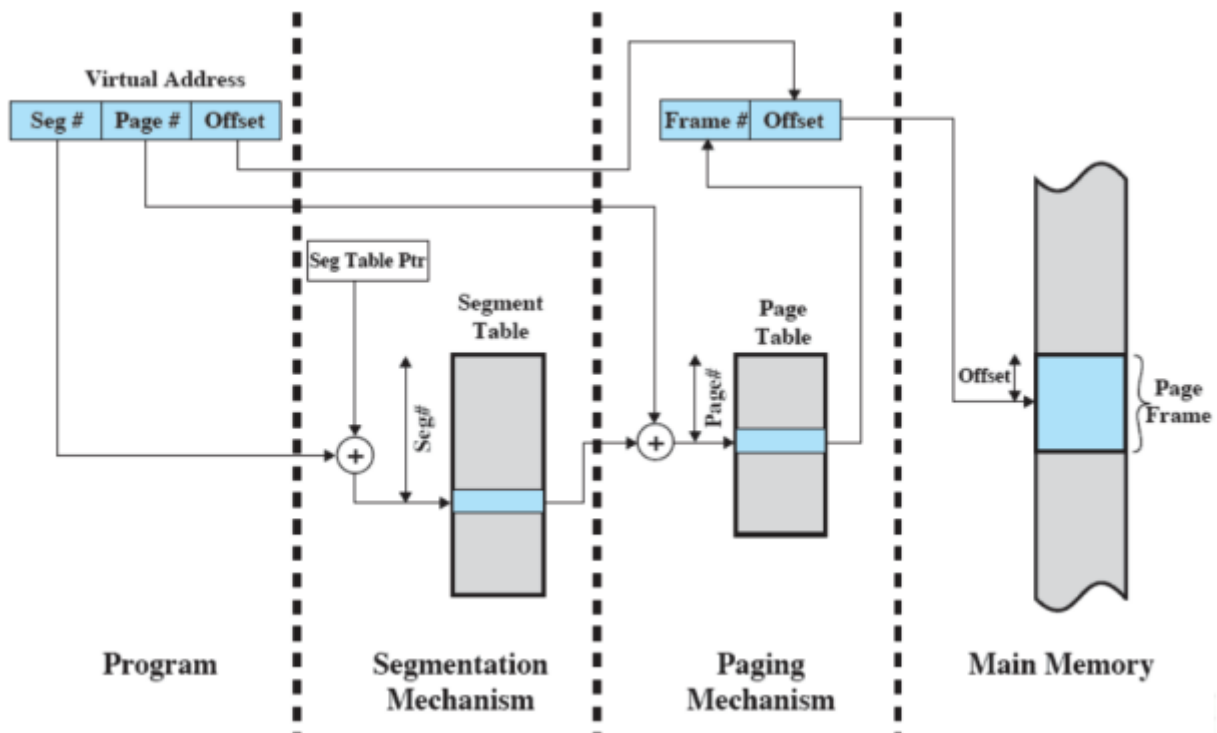 Virtual Address
Seg # Page # Offset
Frame # Offset
Seg Table Ptr
Segment
Table
Seg#
Page
Table
Page#
Offset
Page
Frame
Program
Segmentation
Mechanism
Paging
Mechanism
Main Memory